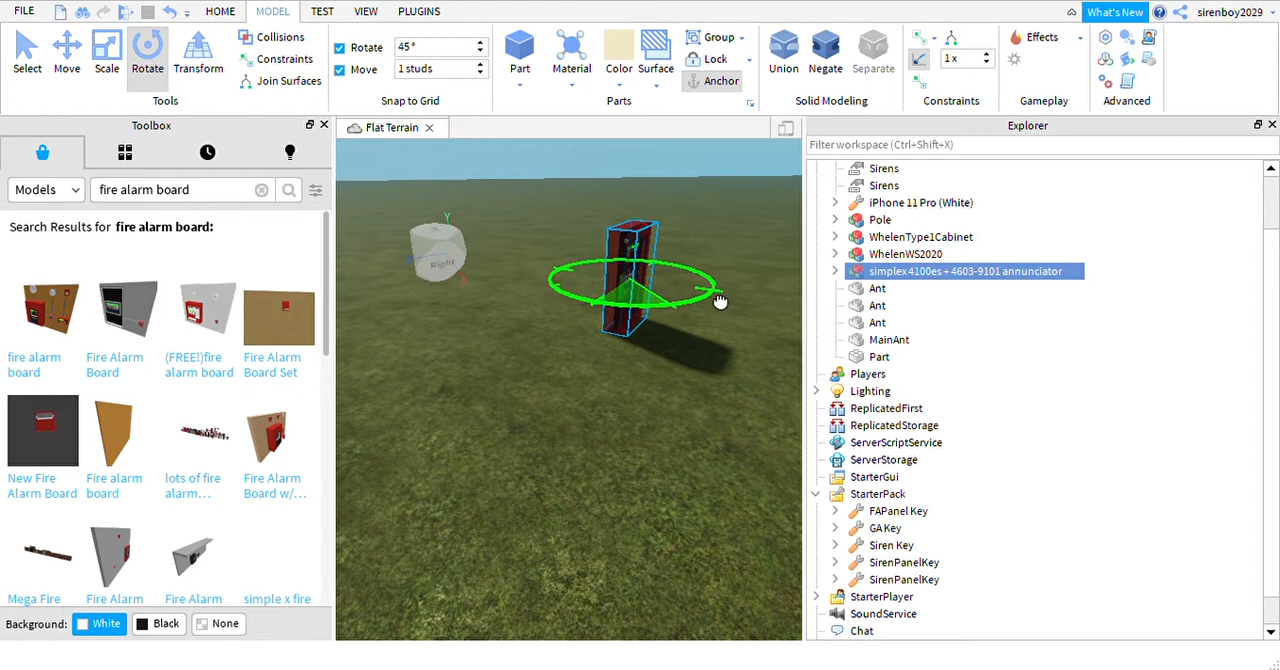 FILE HOME MODEL TEST VIEW PLUGINS What's New sirenboy2029
Select Move Scale Rotate Transform
Collisions
Constraints
Join Surfaces
Tools
Rotate 45°
Move 1 studs
Snap to Grid
Part Material Color Surface
Group
Lock
Anchor
Parts
Union Negate Separate
Solid Modeling
1 x
Constraints
Effects
Gameplay
Advanced
Toolbox
Models fire alarm board
Search Results for fire alarm board:
fire alarm board
Fire Alarm Board
(FREE!)fire alarm board
Fire Alarm Board Set
New Fire Alarm Board
Fire alarm board
lots of fire alarm…
Fire Alarm Board w/…
Mega Fire
Fire Alarm
Fire Alarm
simple x fire
Background: White Black None
Flat Terrain
Y
Right
Explorer
Filter workspace (Ctrl+Shift+X)
Sirens
Sirens
iPhone 11 Pro (White)
Pole
WhelenType1Cabinet
WhelenWS2020
simplex 4100es + 4603-9101 annunciator
Ant
Ant
Ant
MainAnt
Part
Players
Lighting
ReplicatedFirst
ReplicatedStorage
ServerScriptService
ServerStorage
StarterGui
StarterPack
FAPanel Key
GA Key
Siren Key
SirenPanelKey
SirenPanelKey
StarterPlayer
SoundService
Chat